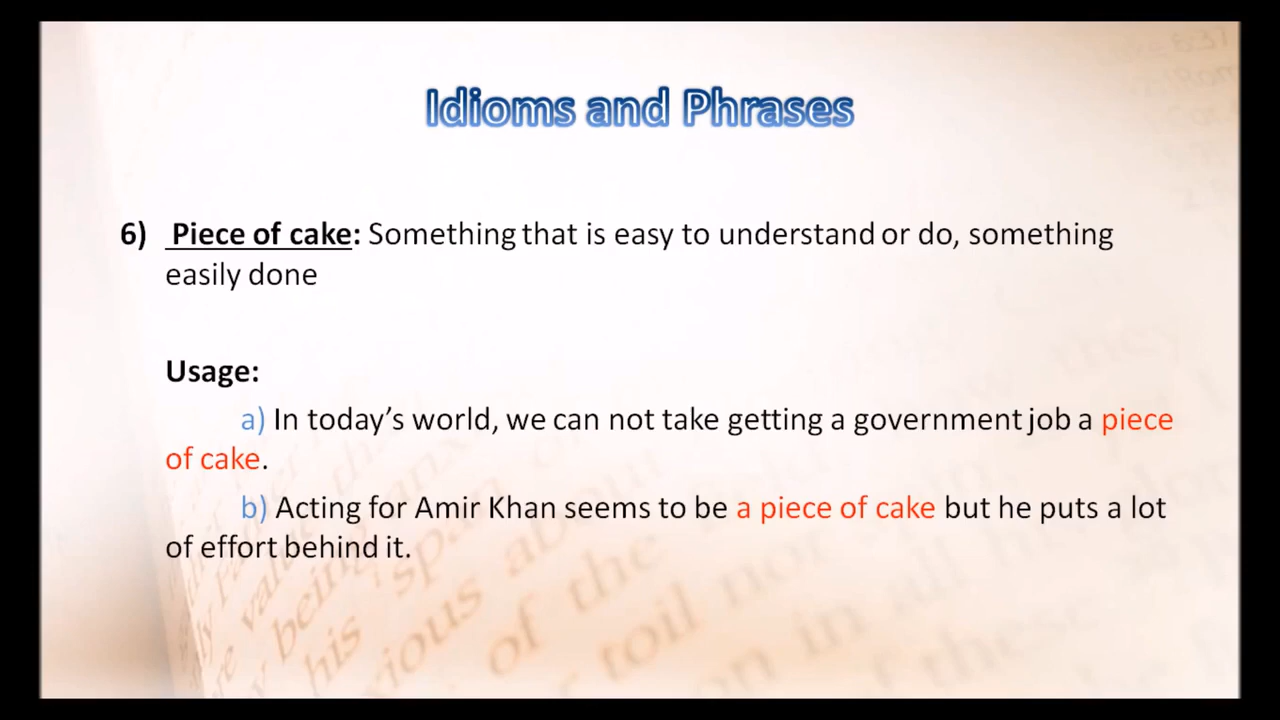 Idioms and Phrases
6) Piece of cake: Something that is easy to understand or do, something
easily done
Usage:
a) In today’s world, we can not take getting a government job a piece
of cake.
b) Acting for Amir Khan seems to be a piece of cake but he puts a lot
of effort behind it.